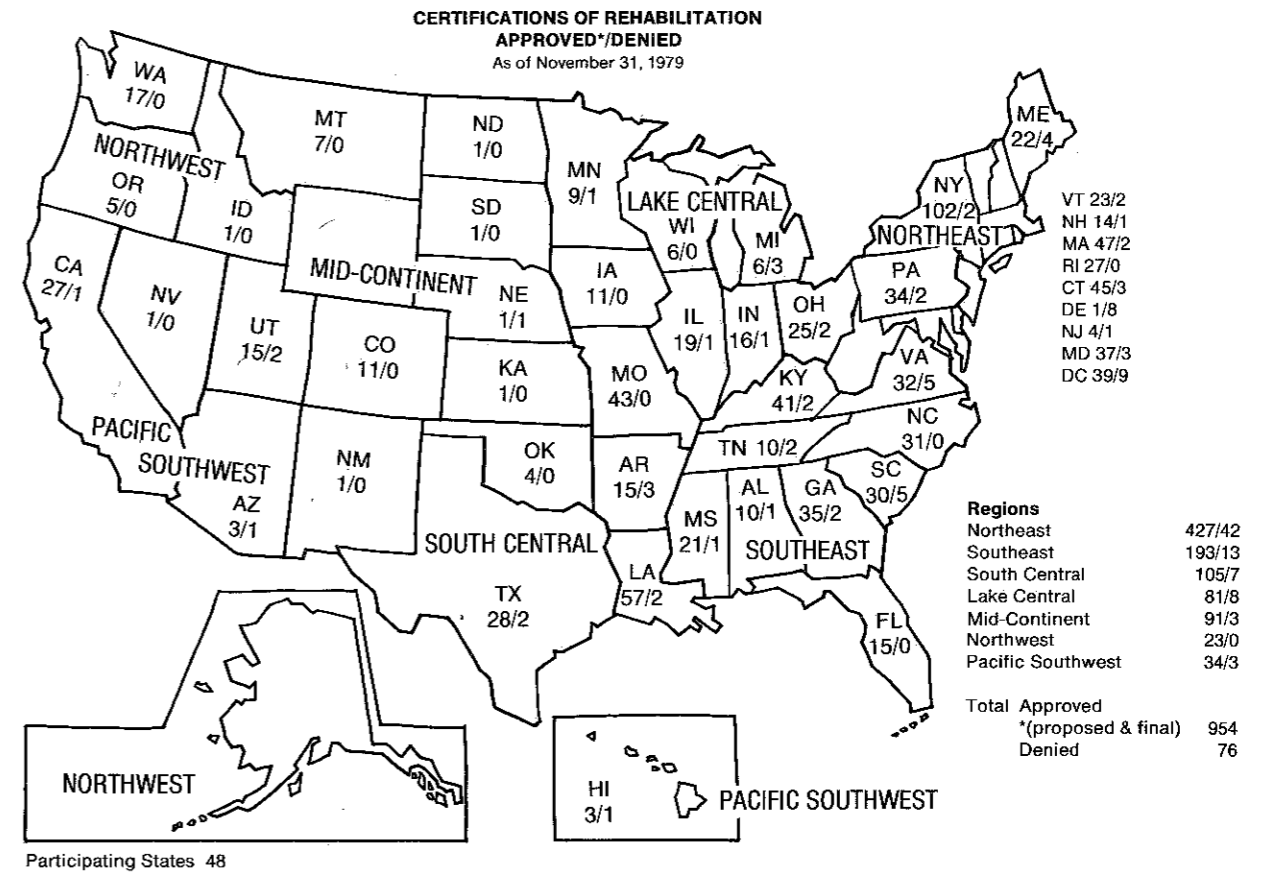 CERTIFICATIONS OF REHABILITATION
APPROVED*/DENIED
As of November 31, 1979
WA
17/0
MT
7/0
ND
1/0
MN
9/1
ME
22/4
NORTHWEST
OR
5/0
ID
1/0
SD
1/0
LAKE CENTRAL
WI
6/0
MI
6/3
NY
102/2
NORTHEAST
VT 23/2
NH 14/1
MA 47/2
RI 27/0
CT 45/3
DE 1/8
NJ 4/1
MD 37/3
DC 39/9
CA
27/1
NV
1/0
MID-CONTINENT
NE
1/1
IA
11/0
PA
34/2
UT
15/2
CO
11/0
KA
1/0
MO
43/0
IL
19/1
IN
16/1
OH
25/2
KY
41/2
VA
32/5
PACIFIC
SOUTHWEST
AZ
3/1
NM
1/0
OK
4/0
AR
15/3
TN 10/2
NC
31/0
SC
30/5
MS
21/1
AL
10/1
GA
35/2
SOUTHEAST
SOUTH CENTRAL
TX
28/2
LA
57/2
FL
15/0
Regions
Northeast 427/42
Southeast 193/13
South Central 105/7
Lake Central 81/8
Mid-Continent 91/3
Northwest 23/0
Pacific Southwest 34/3
Total Approved
*(proposed & final) 954
Denied 76
NORTHWEST
HI
3/1
PACIFIC SOUTHWEST
Participating States 48